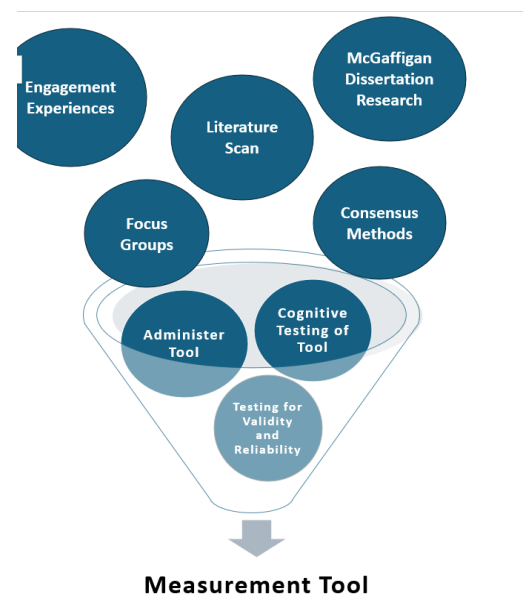 Engagement
Experiences
McGaffigan
Dissertation
Research
Literature
Scan
Focus
Groups
Consensus
Methods
Administer
Tool
Cognitive
Testing of
Tool
Testing for
Validity
and
Reliability
Measurement Tool